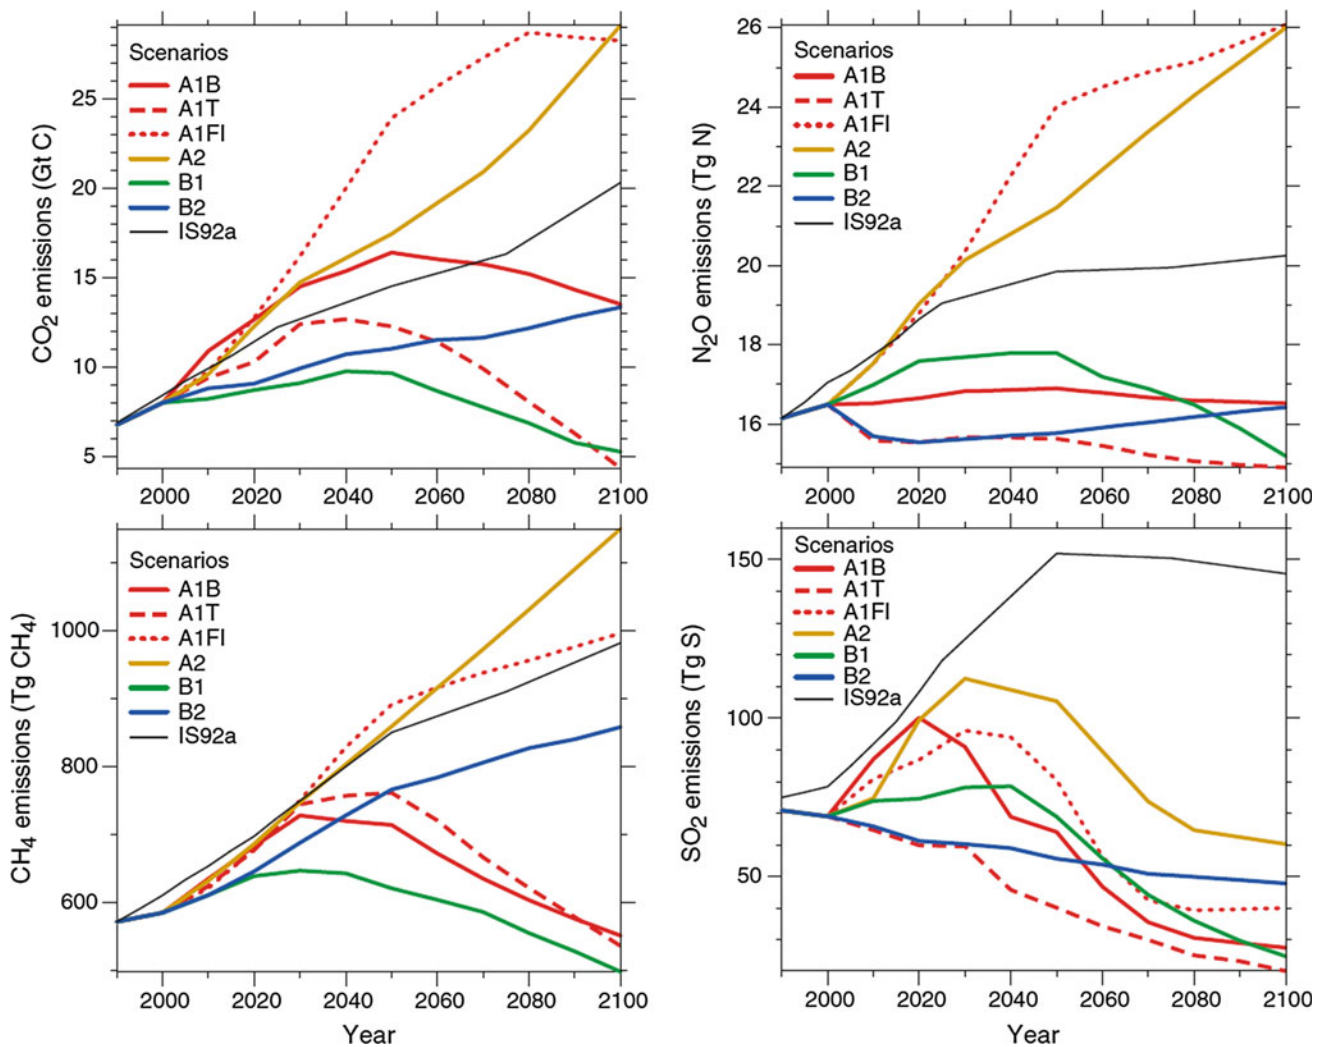 Scenarios
A1B
A1T
A1FI
A2
B1
B2
IS92a
CO2 emissions (Gt C)
25
20
15
10
5
2000 2020 2040 2060 2080 2100
Scenarios
A1B
A1T
A1FI
A2
B1
B2
IS92a
N2O emissions (Tg N)
26
24
22
20
18
16
2000 2020 2040 2060 2080 2100
Scenarios
A1B
A1T
A1FI
A2
B1
B2
IS92a
CH4 emissions (Tg CH4)
1000
800
600
2000 2020 2040 2060 2080 2100
Year
Scenarios
A1B
A1T
A1FI
A2
B1
B2
IS92a
SO2 emissions (Tg S)
150
100
50
2000 2020 2040 2060 2080 2100
Year